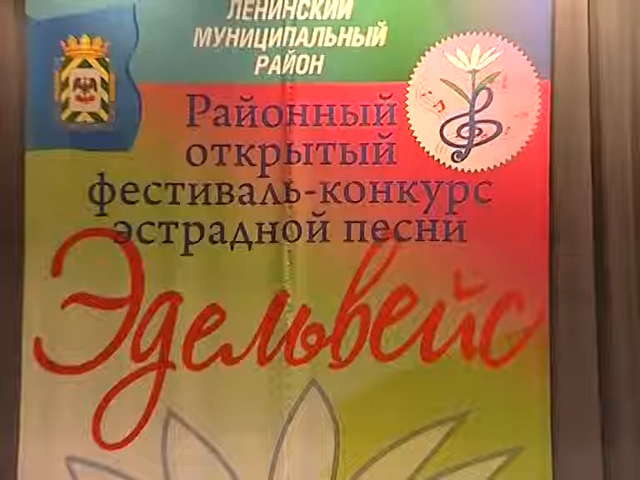 ЛЕНИНСКИЙ
МУНИЦИПАЛЬНЫЙ
РАЙОН
Районный
открытый
фестиваль-конкурс
эстрадной песни
Эдельвейс